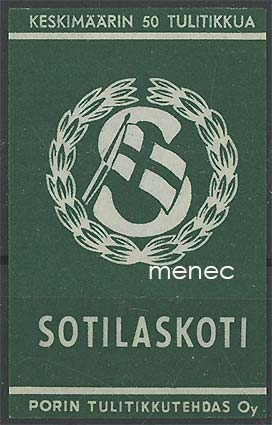 KESKIMÄÄRIN 50 TULITIKKUA
S
menec
SOTILASKOTI
PORIN TULITIKKUTEHDAS Oy